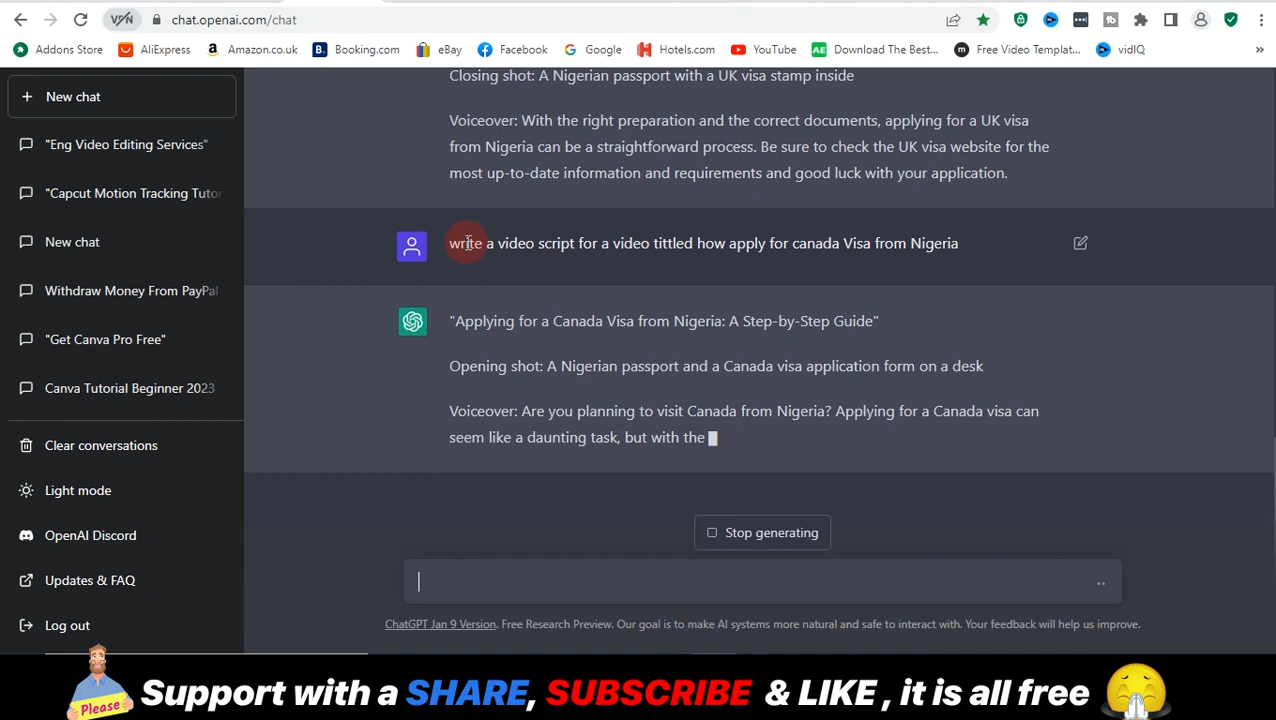 chat.openai.com/chat
Addons Store AliExpress Amazon.co.uk Booking.com eBay Facebook Google Hotels.com YouTube Download The Best... Free Video Templat... vidIQ »
New chat
"Eng Video Editing Services"
"Capcut Motion Tracking Tutor
New chat
Withdraw Money From PayPal
"Get Canva Pro Free"
Canva Tutorial Beginner 2023
Clear conversations
Light mode
OpenAI Discord
Updates & FAQ
Log out
Closing shot: A Nigerian passport with a UK visa stamp inside
Voiceover: With the right preparation and the correct documents, applying for a UK visa
from Nigeria can be a straightforward process. Be sure to check the UK visa website for the
most up-to-date information and requirements and good luck with your application.
write a video script for a video tittled how apply for canada Visa from Nigeria
"Applying for a Canada Visa from Nigeria: A Step-by-Step Guide"
Opening shot: A Nigerian passport and a Canada visa application form on a desk
Voiceover: Are you planning to visit Canada from Nigeria? Applying for a Canada visa can
seem like a daunting task, but with the
Stop generating
ChatGPT Jan 9 Version. Free Research Preview. Our goal is to make AI systems more natural and safe to interact with. Your feedback will help us improve.
Please
Support with a SHARE, SUBSCRIBE & LIKE , it is all free